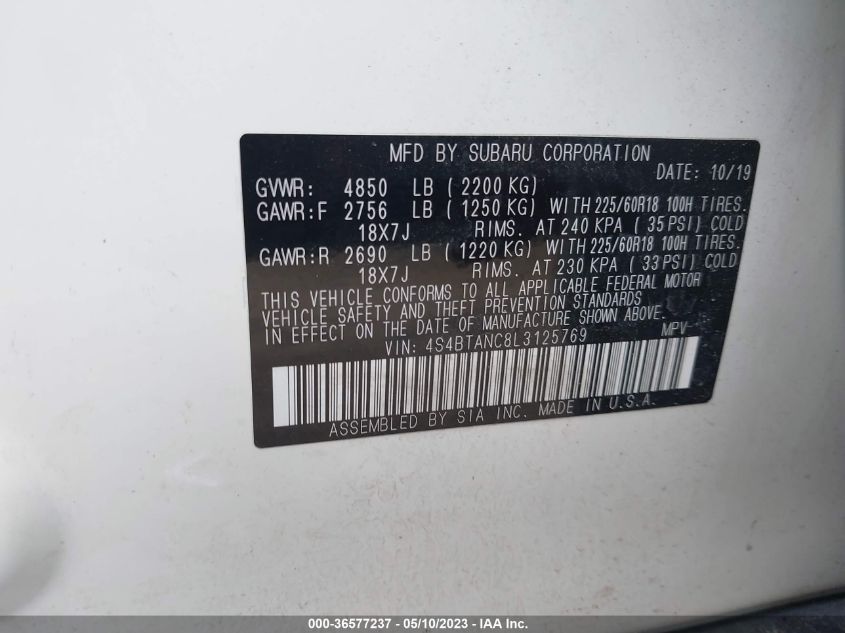 MFD BY SUBARU CORPORATION
DATE: 10/19
GVWR: 4850 LB ( 2200 KG)
GAWR:F 2756 LB ( 1250 KG) WITH 225/60R18 100H TIRES.
18X7J RIMS. AT 240 KPA ( 35 PSI) COLD
GAWR:R 2690 LB ( 1220 KG) WITH 225/60R18 100H TIRES.
18X7J RIMS. AT 230 KPA ( 33 PSI) COLD
THIS VEHICLE CONFORMS TO ALL APPLICABLE FEDERAL MOTOR
VEHICLE SAFETY AND THEFT PREVENTION STANDARDS
IN EFFECT ON THE DATE OF MANUFACTURE SHOWN ABOVE.
VIN: 4S4BTANC8L3125769 MPV
ASSEMBLED BY SIA INC. MADE IN U.S.A.
000-36577237 - 05/10/2023 - IAA Inc.